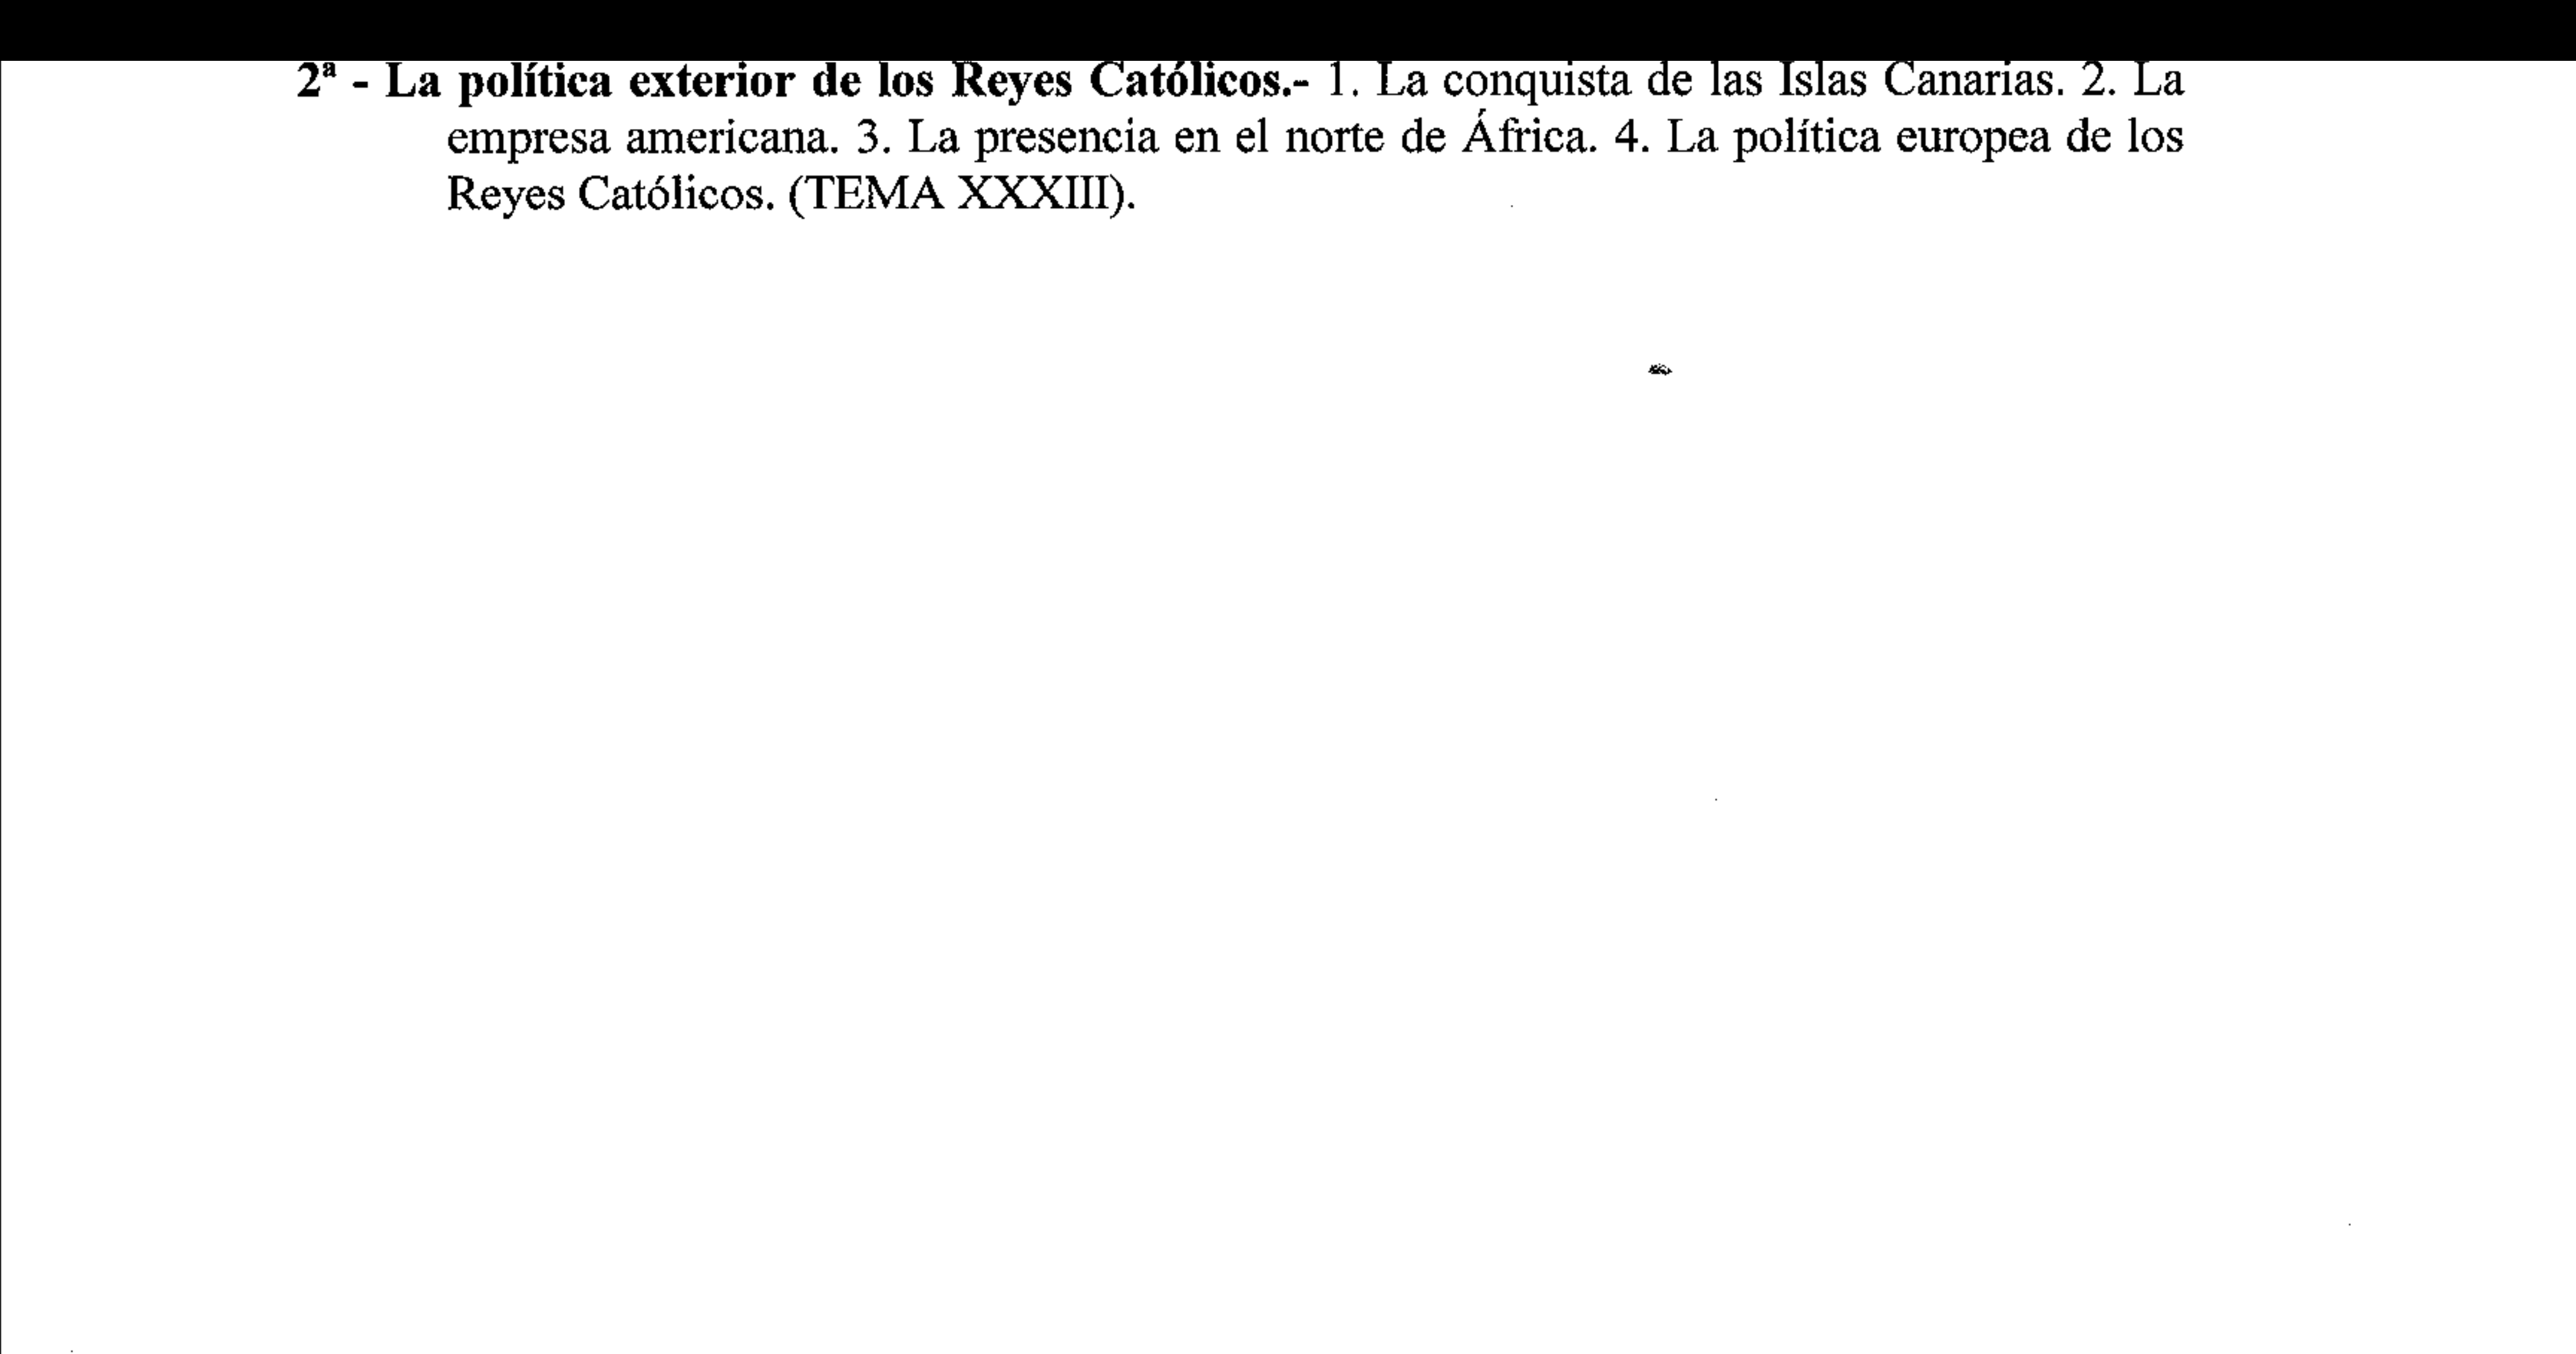 2ª - La política exterior de los Reyes Católicos.- 1. La conquista de las Islas Canarias. 2. La
empresa americana. 3. La presencia en el norte de África. 4. La política europea de los
Reyes Católicos. (TEMA XXXIII).